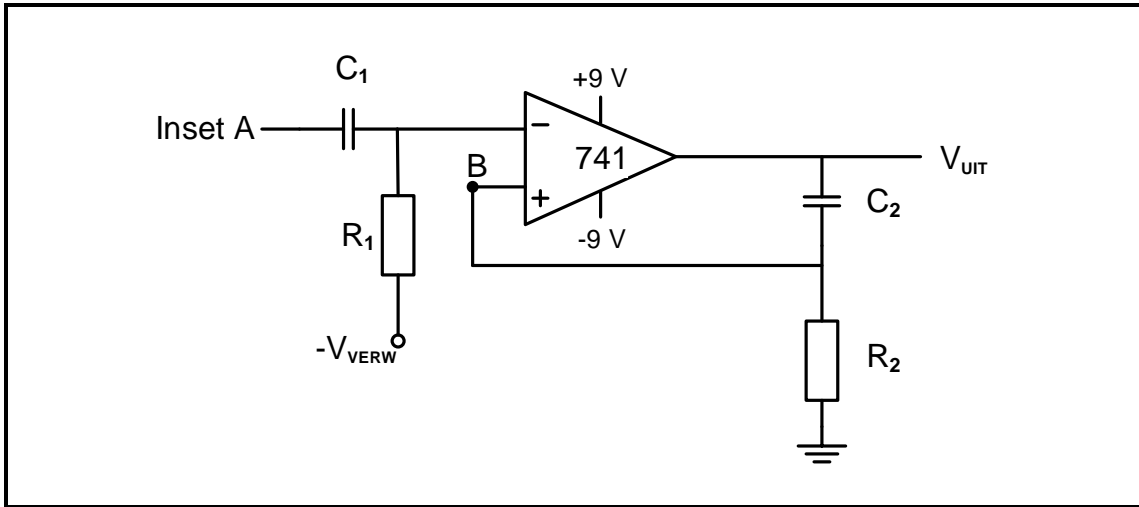 C₁
+9 V
Inset A
−
741
B
+
V_UIT
C₂
R₁
-9 V
-V_VERW
R₂